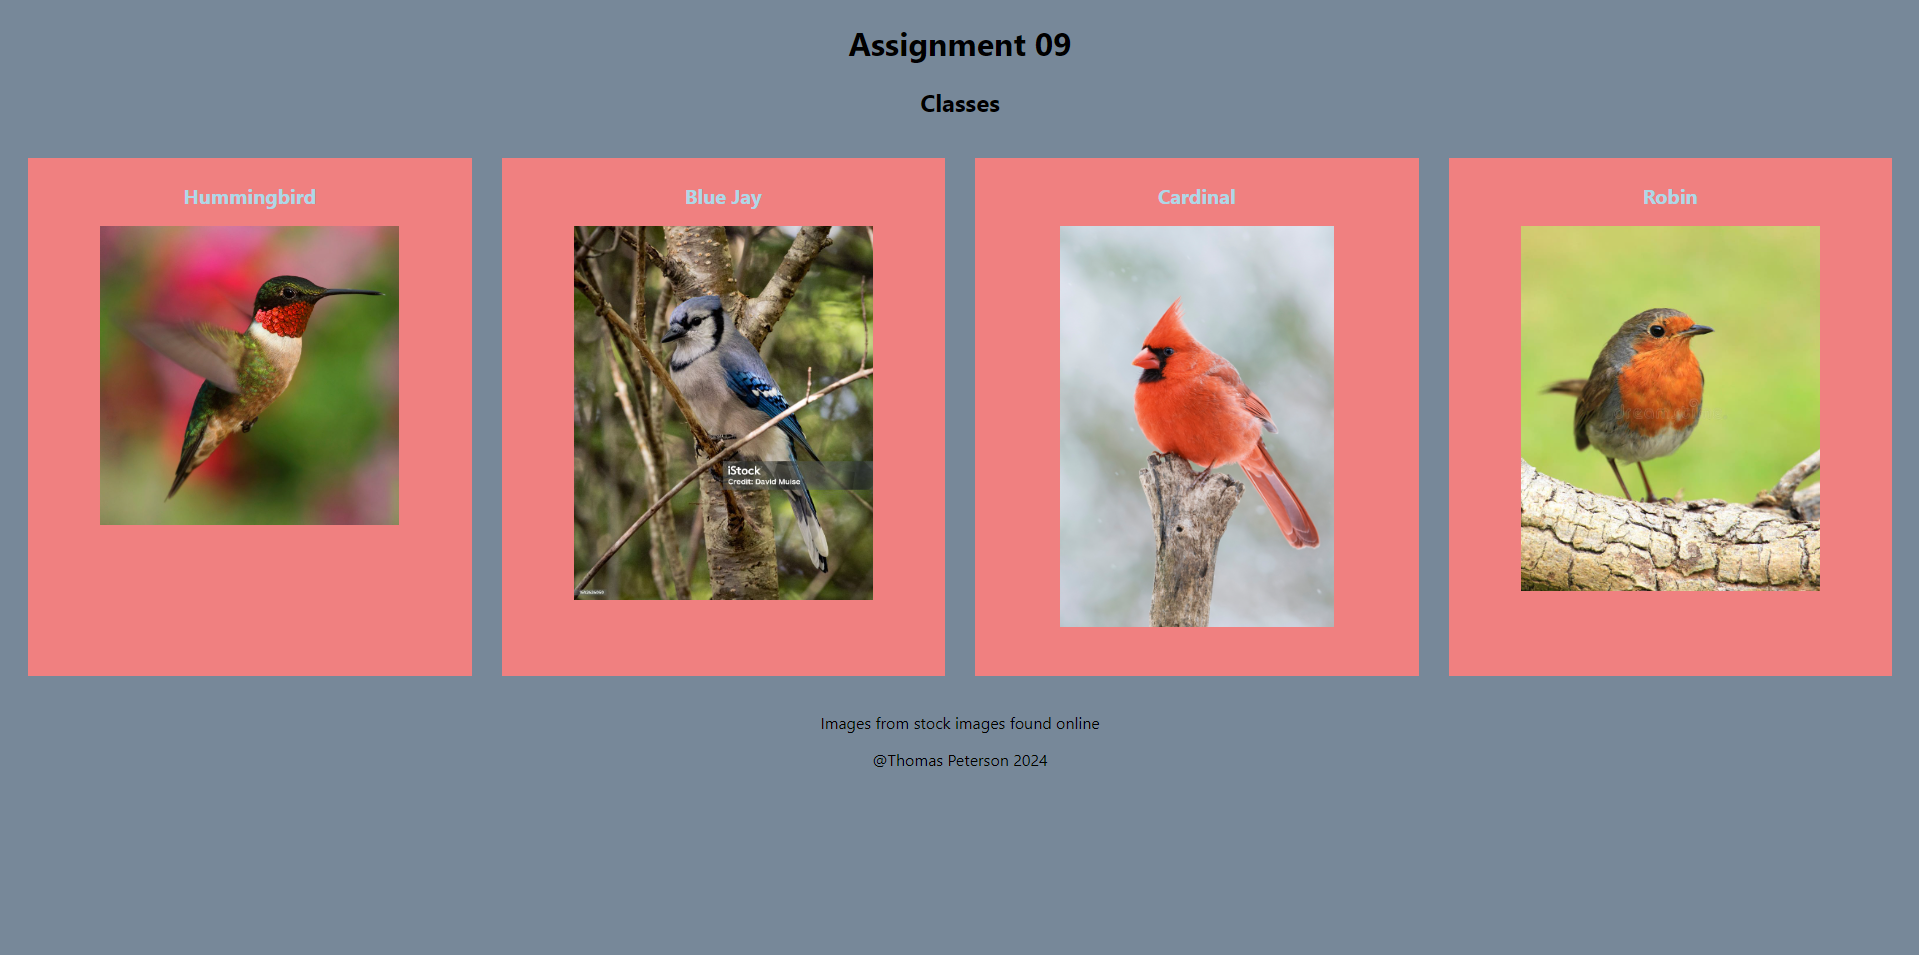 Assignment 09
Classes
Hummingbird
Blue Jay
Cardinal
Robin
iStock
Credit: David Muise
Images from stock images found online
@Thomas Peterson 2024